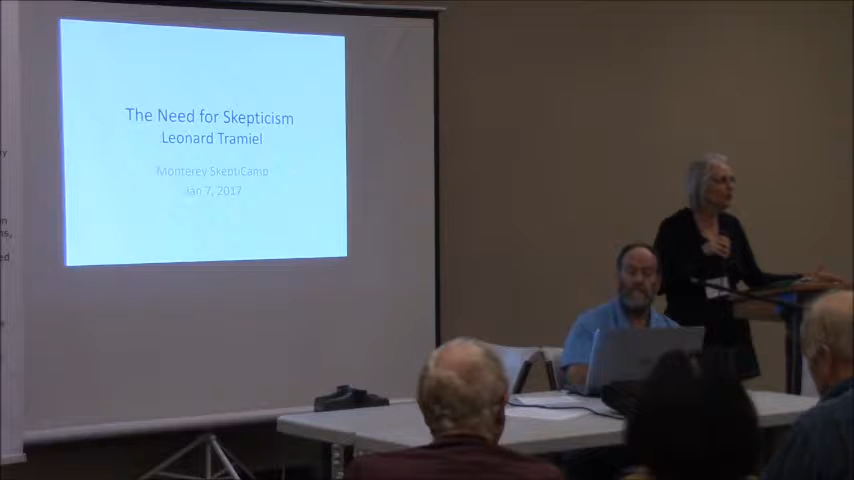 The Need for Skepticism
Leonard Tramiel
Monterey SkeptiCamp
Jan 7, 2017